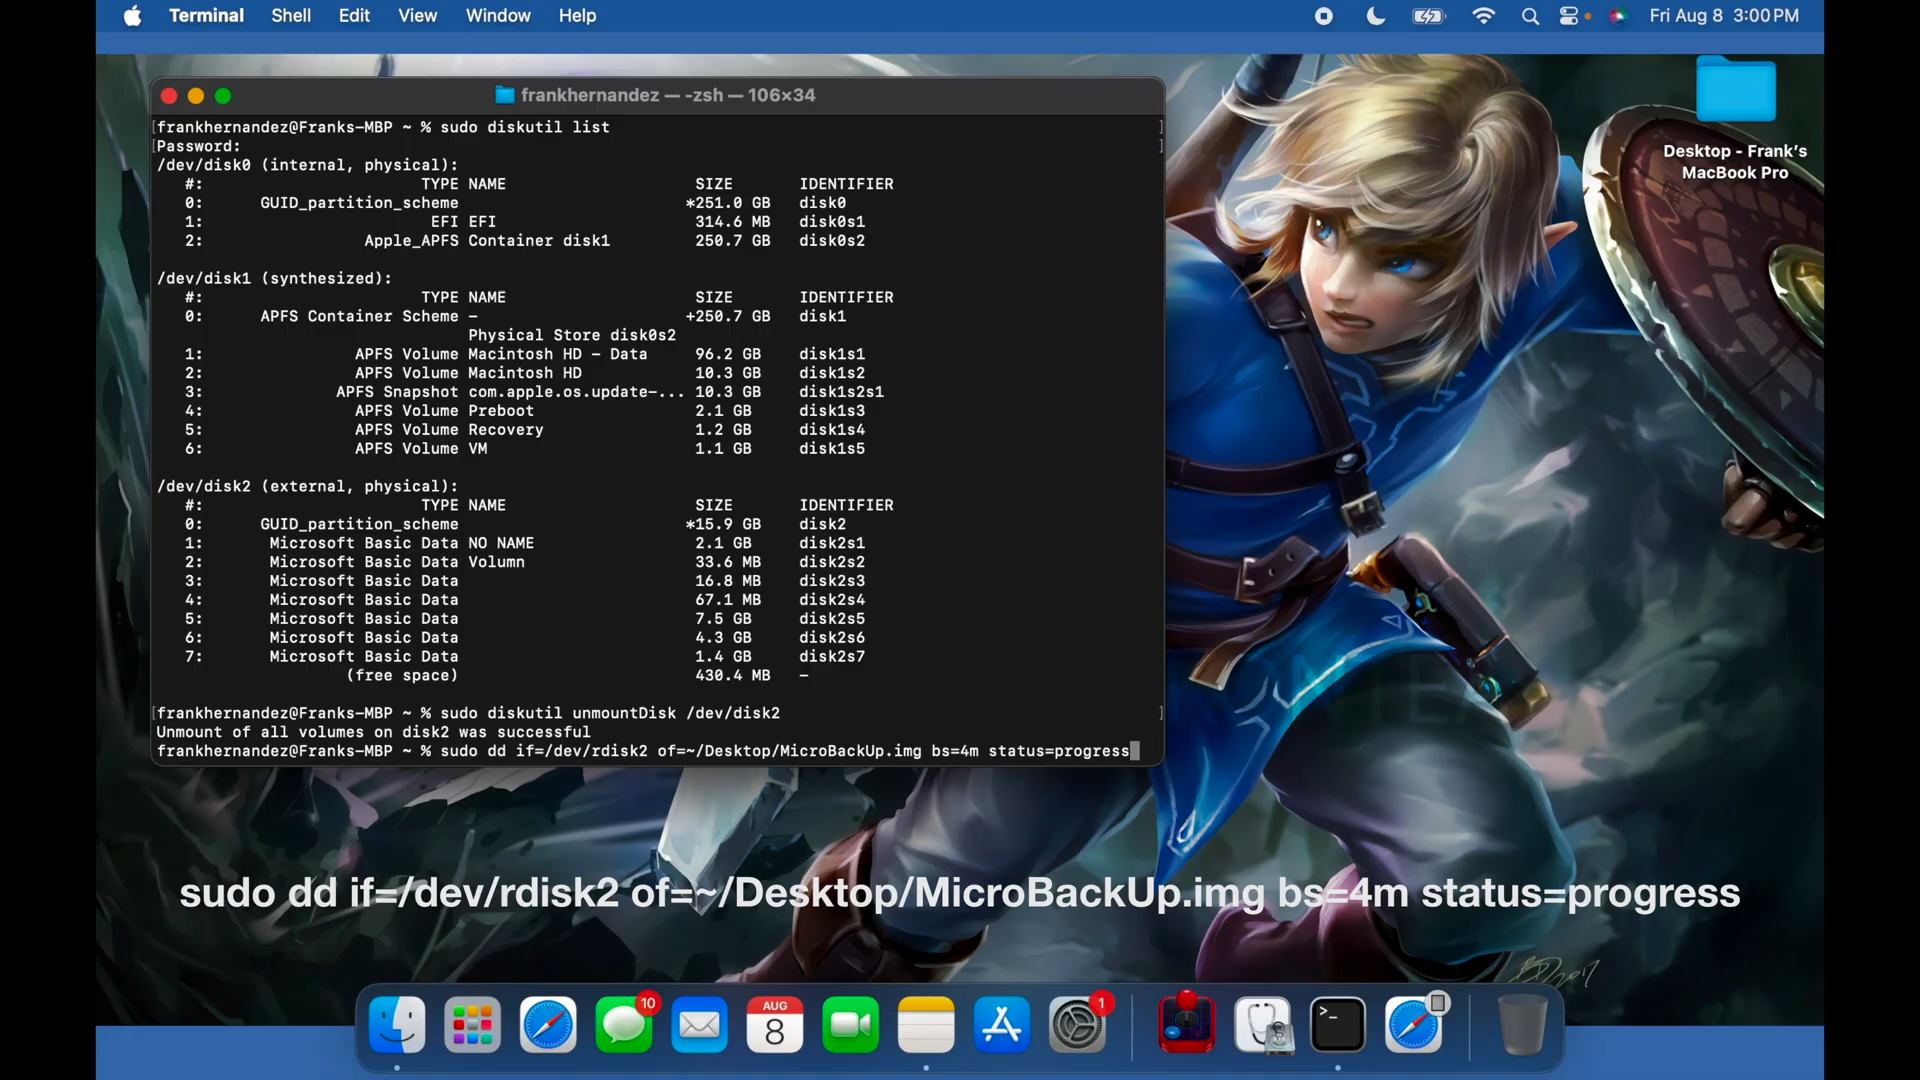 Terminal Shell Edit View Window Help Fri Aug 8 3:00 PM
frankhernandez — -zsh — 106×34
Desktop - Frank's
MacBook Pro
[frankhernandez@Franks-MBP ~ % sudo diskutil list ]
[Password: ]
/dev/disk0 (internal, physical):
#: TYPE NAME SIZE IDENTIFIER
0: GUID_partition_scheme *251.0 GB disk0
1: EFI EFI 314.6 MB disk0s1
2: Apple_APFS Container disk1 250.7 GB disk0s2
/dev/disk1 (synthesized):
#: TYPE NAME SIZE IDENTIFIER
0: APFS Container Scheme - +250.7 GB disk1
Physical Store disk0s2
1: APFS Volume Macintosh HD - Data 96.2 GB disk1s1
2: APFS Volume Macintosh HD 10.3 GB disk1s2
3: APFS Snapshot com.apple.os.update-... 10.3 GB disk1s2s1
4: APFS Volume Preboot 2.1 GB disk1s3
5: APFS Volume Recovery 1.2 GB disk1s4
6: APFS Volume VM 1.1 GB disk1s5
/dev/disk2 (external, physical):
#: TYPE NAME SIZE IDENTIFIER
0: GUID_partition_scheme *15.9 GB disk2
1: Microsoft Basic Data NO NAME 2.1 GB disk2s1
2: Microsoft Basic Data Volumn 33.6 MB disk2s2
3: Microsoft Basic Data 16.8 MB disk2s3
4: Microsoft Basic Data 67.1 MB disk2s4
5: Microsoft Basic Data 7.5 GB disk2s5
6: Microsoft Basic Data 4.3 GB disk2s6
7: Microsoft Basic Data 1.4 GB disk2s7
(free space) 430.4 MB -
[frankhernandez@Franks-MBP ~ % sudo diskutil unmountDisk /dev/disk2 ]
Unmount of all volumes on disk2 was successful
frankhernandez@Franks-MBP ~ % sudo dd if=/dev/rdisk2 of=~/Desktop/MicroBackUp.img bs=4m status=progress
sudo dd if=/dev/rdisk2 of=~/Desktop/MicroBackUp.img bs=4m status=progress
10
AUG
8
1
>_